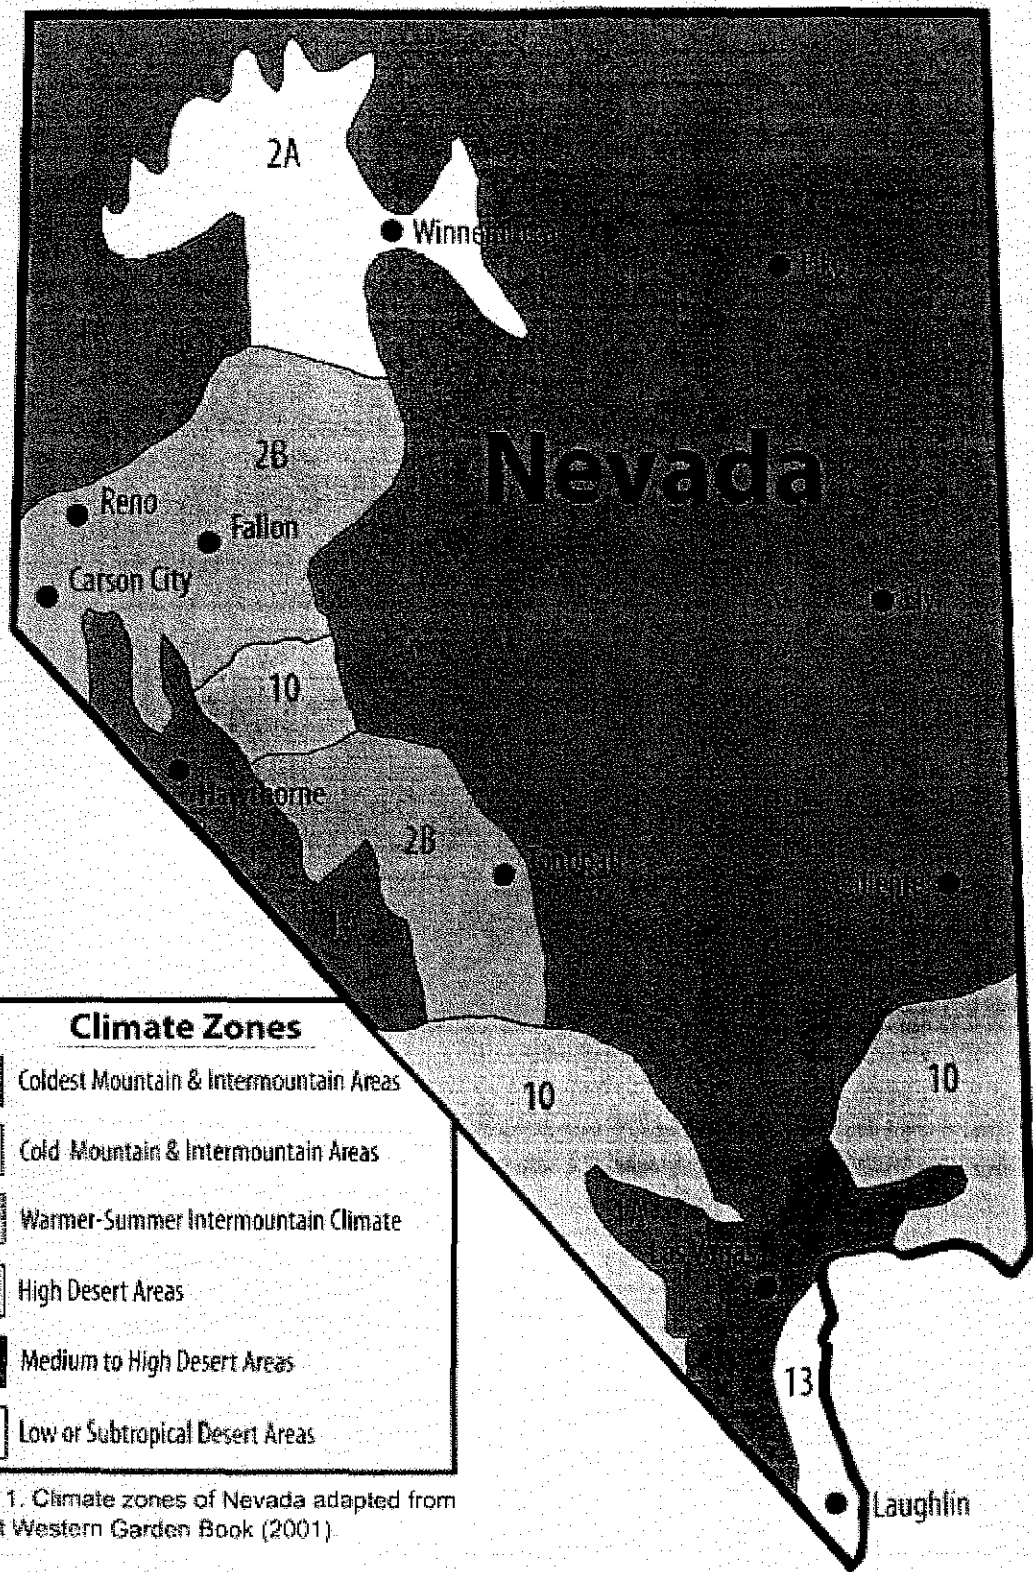 2A
Nevada
2B
Reno
Fallon
Carson City
10
Hawthorne
2B
10
10
13
Laughlin
Climate Zones
Coldest Mountain & Intermountain Areas
Cold Mountain & Intermountain Areas
Warmer-Summer Intermountain Climate
High Desert Areas
Medium to High Desert Areas
Low or Subtropical Desert Areas
1. Climate zones of Nevada adapted from
Western Garden Book (2001)